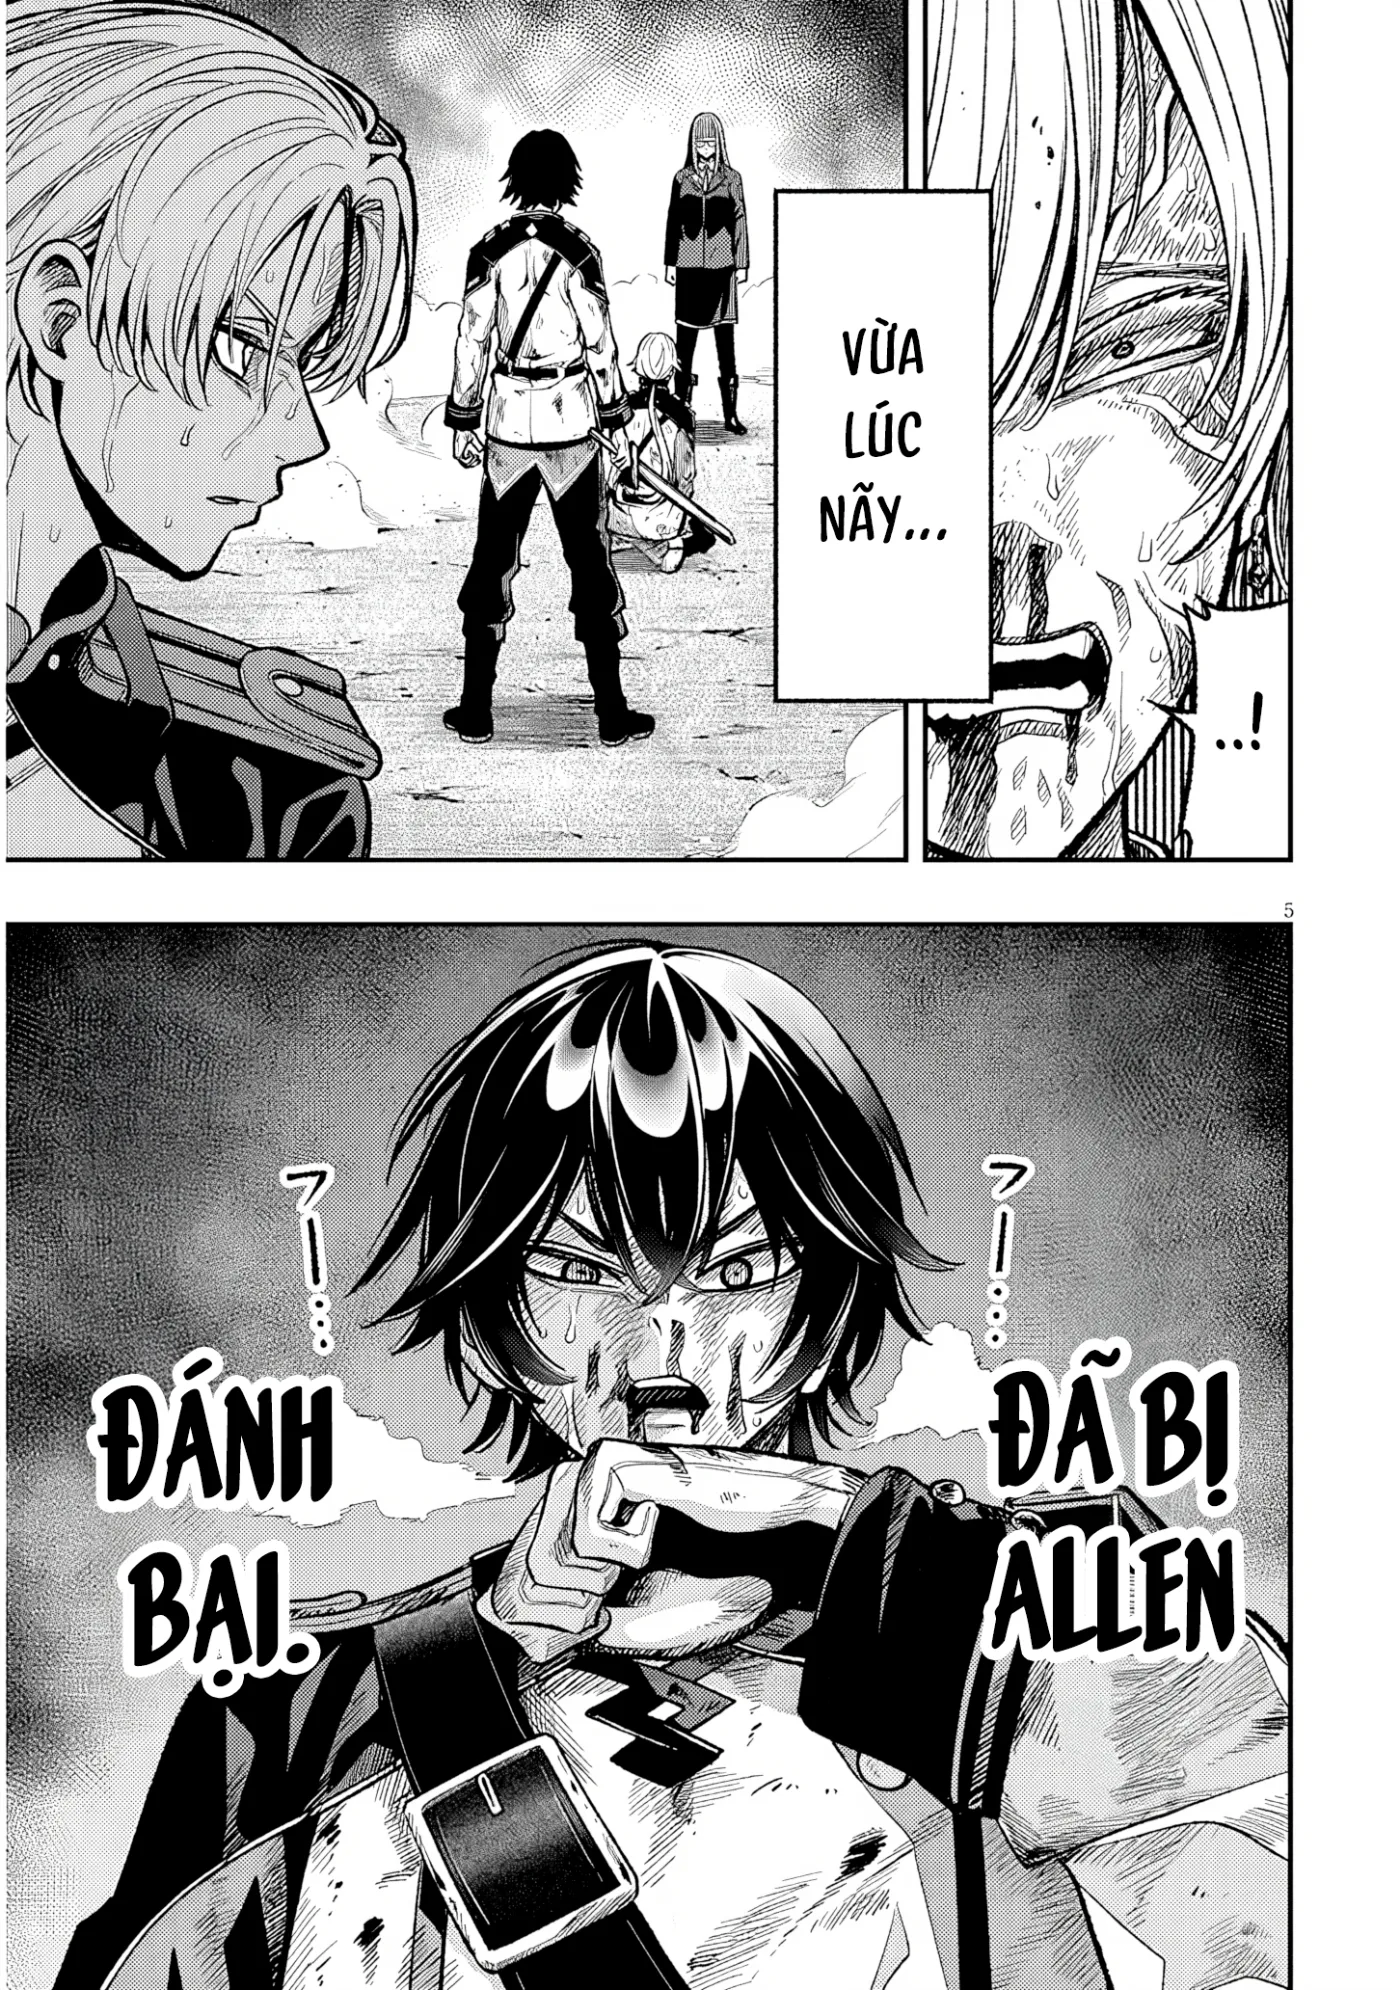 ...!
VỪA
LÚC
NÃY...
5
フー…
ĐÃ BỊ
ALLEN
フー…
ĐÁNH
BẠI.